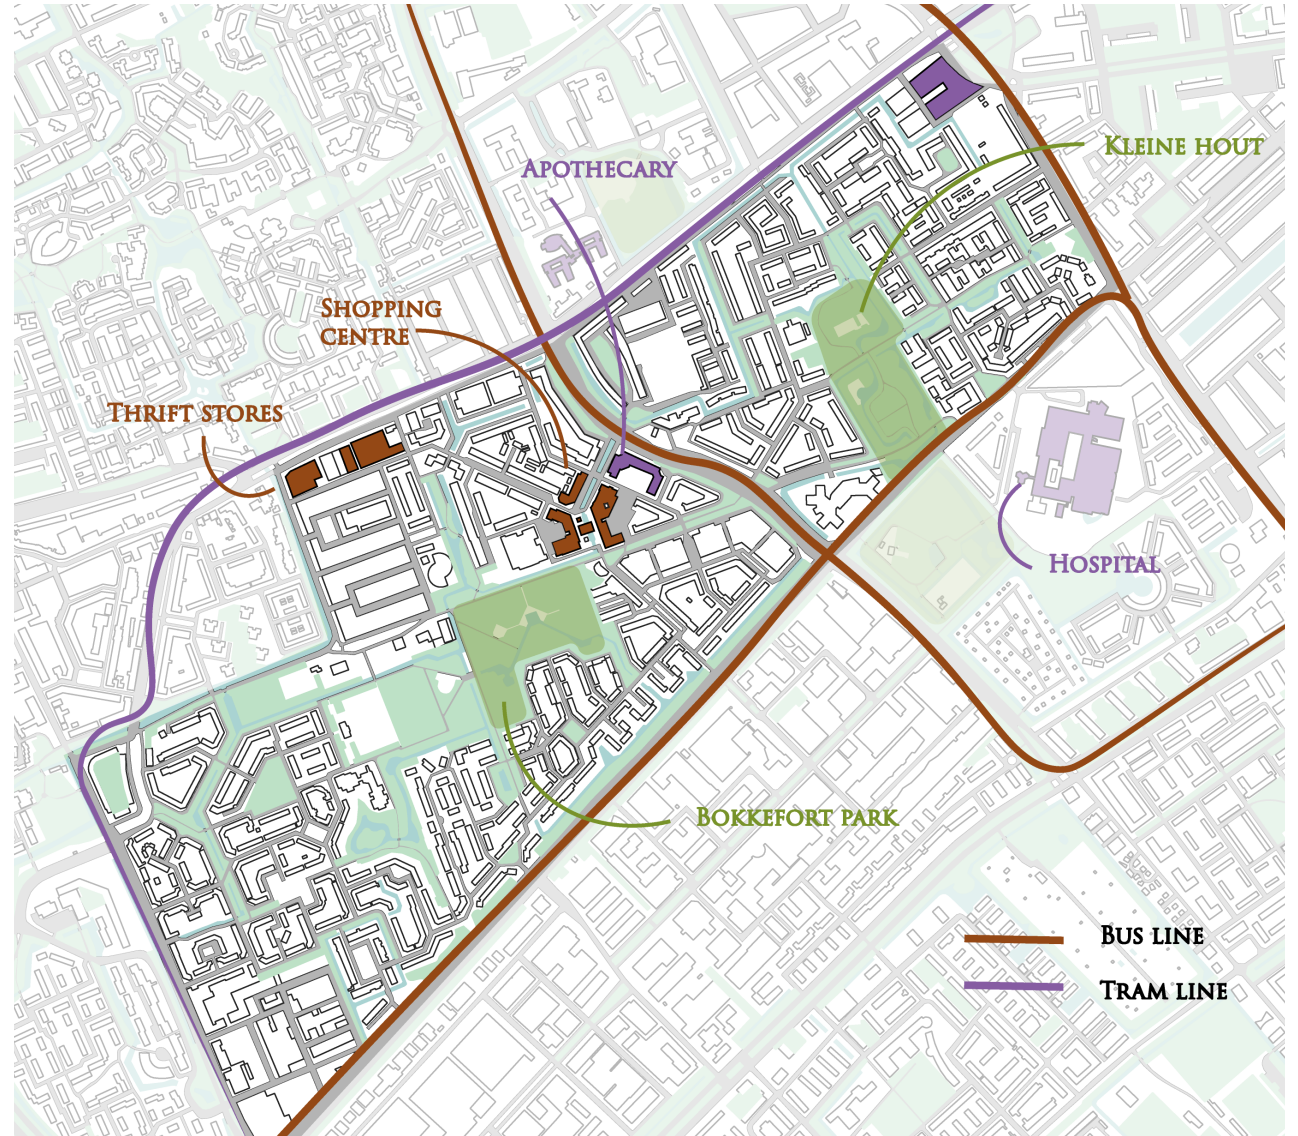 KLEINE HOUT
APOTHECARY
SHOPPING
CENTRE
THRIFT STORES
HOSPITAL
BOKKEFORT PARK
BUS LINE
TRAM LINE